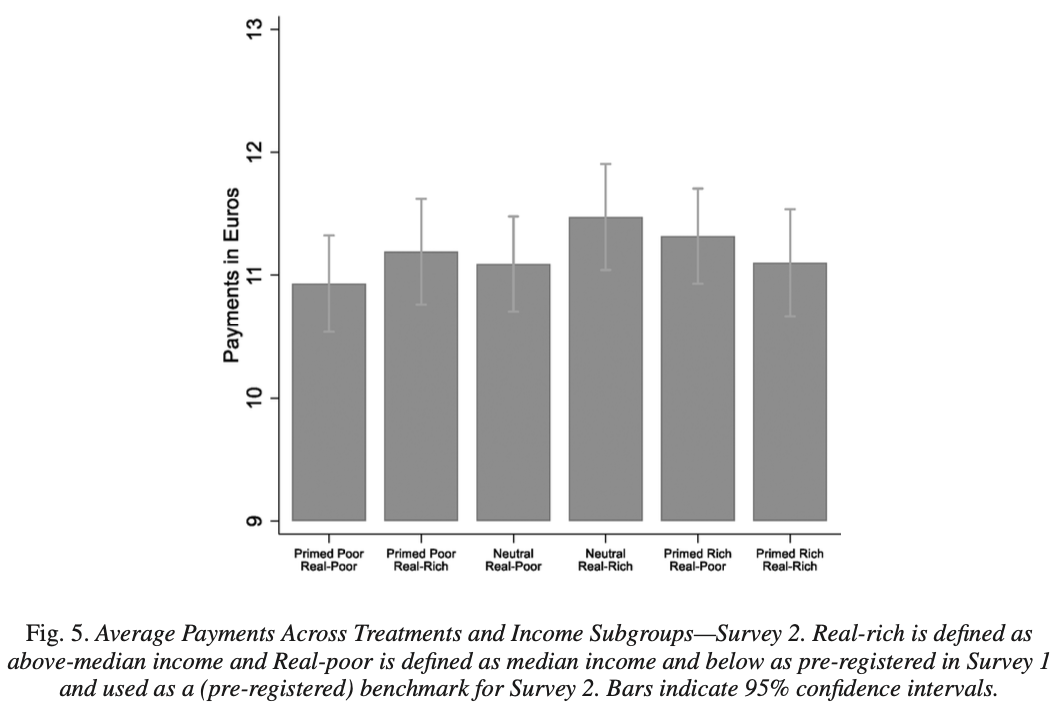 13
12
11
10
9
Payments in Euros
Primed Poor Primed Poor Neutral Neutral Primed Rich Primed Rich
Real-Poor Real-Rich Real-Poor Real-Rich Real-Poor Real-Rich
Fig. 5. Average Payments Across Treatments and Income Subgroups—Survey 2. Real-rich is defined as
above-median income and Real-poor is defined as median income and below as pre-registered in Survey 1
and used as a (pre-registered) benchmark for Survey 2. Bars indicate 95% confidence intervals.